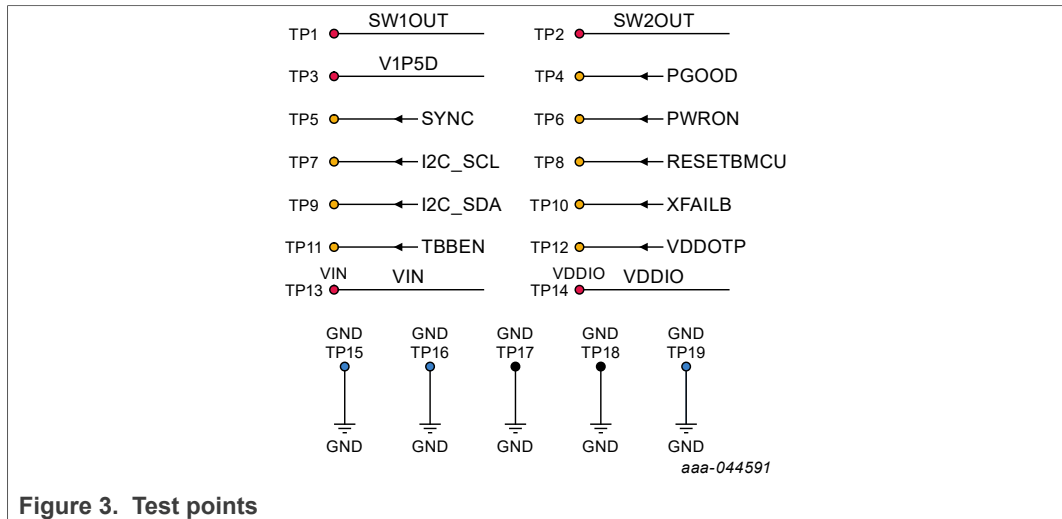 TP1 SW1OUT TP2 SW2OUT
TP3 V1P5D TP4 PGOOD
TP5 SYNC TP6 PWRON
TP7 I2C_SCL TP8 RESETBMCU
TP9 I2C_SDA TP10 XFAILB
TP11 TBBEN TP12 VDDOTP
VIN VIN VDDIO VDDIO
TP13 TP14
GND GND GND GND GND
TP15 TP16 TP17 TP18 TP19
GND GND GND GND GND
aaa-044591
Figure 3. Test points